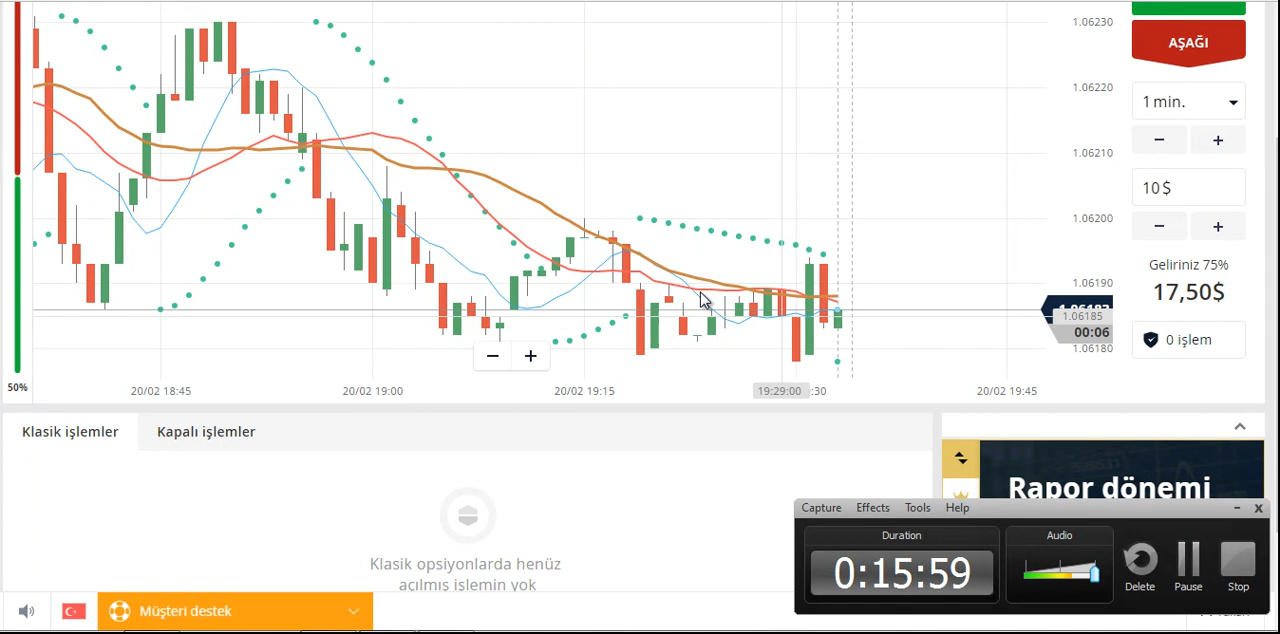 1.06230
AŞAĞI
1.06220
1 min.
− +
1.06210
10 $
1.06200
− +
Geliriniz 75%
1.06190
17,50$
1.06185
00:06
0 işlem
1.06180
− +
50%
20/02 18:45
20/02 19:00
20/02 19:15
19:29:00
:30
20/02 19:45
Klasik işlemler
Kapalı işlemler
Rapor dönemi
Klasik opsiyonlarda henüz
açılmış işlemin yok
Müşteri destek
Capture Effects Tools Help
− x
Duration
Audio
0:15:59
Delete
Pause
Stop